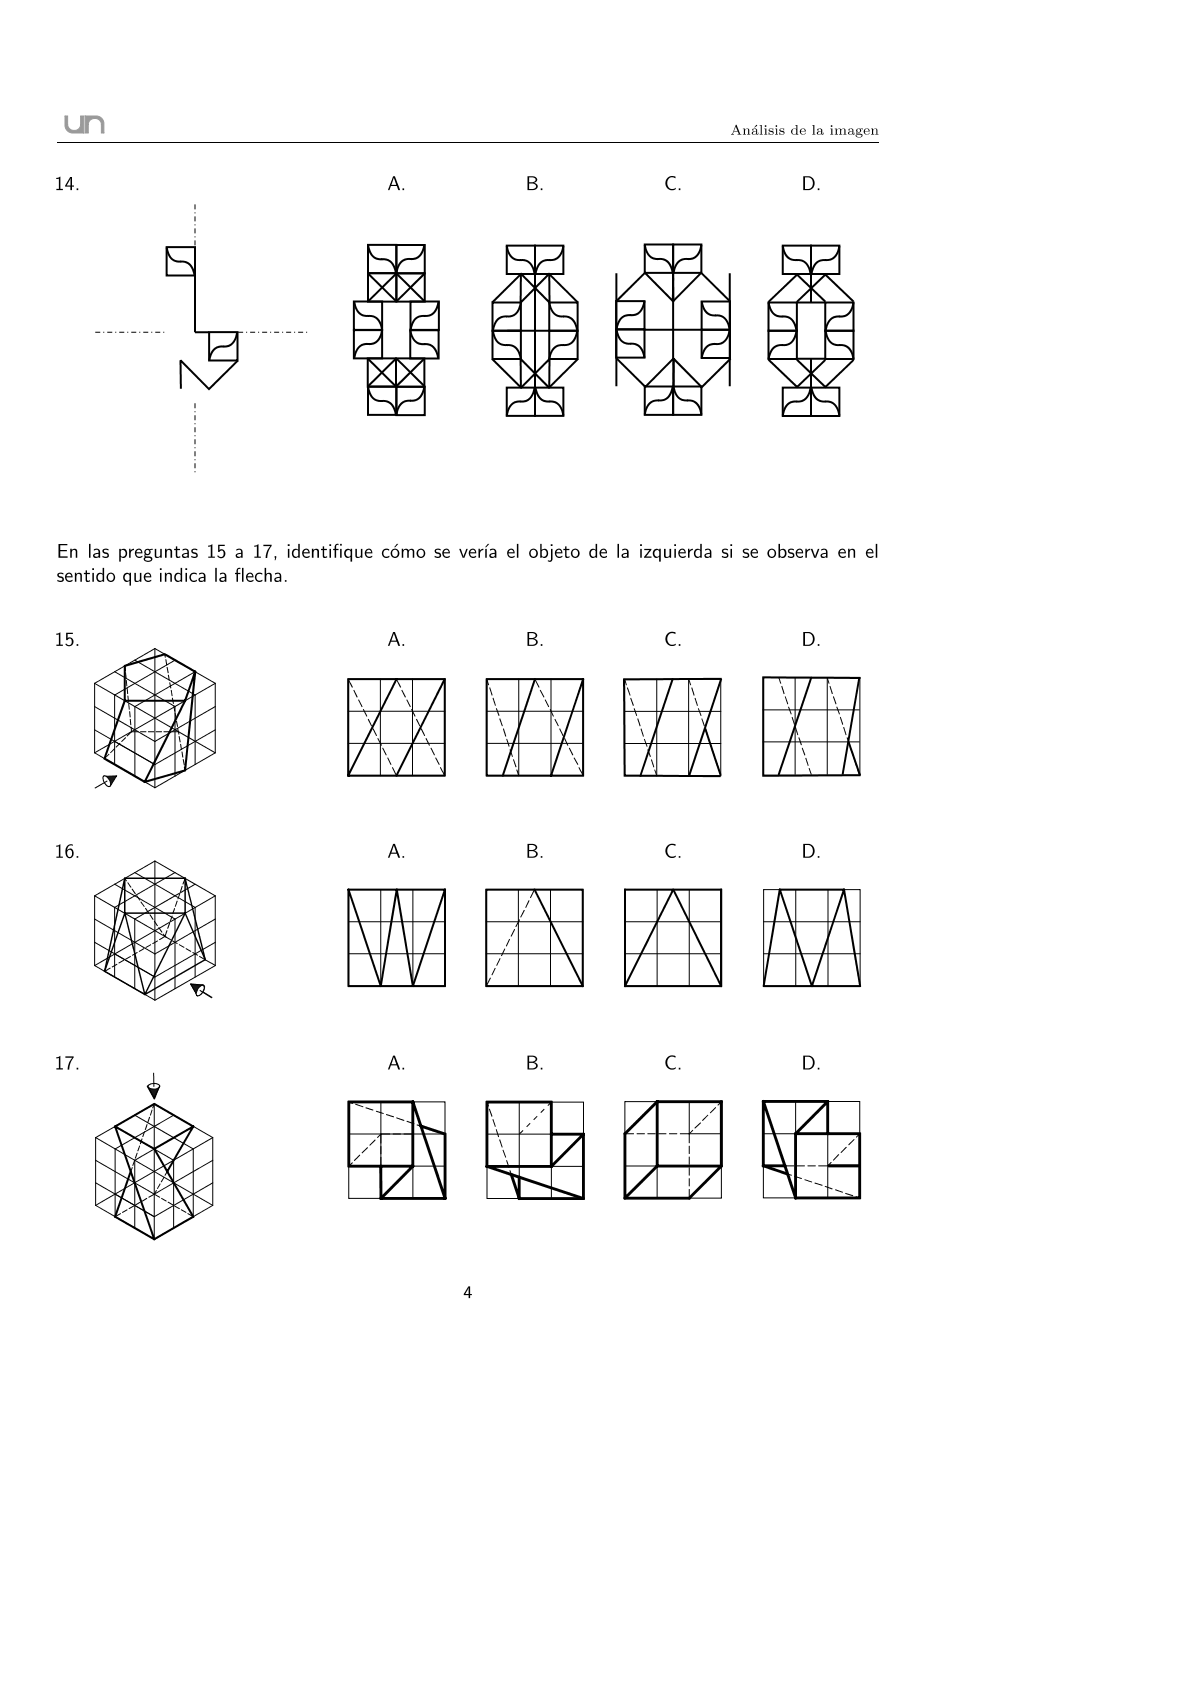 un
Análisis de la imagen
14.
A. B. C. D.
En las preguntas 15 a 17, identifique cómo se vería el objeto de la izquierda si se observa en el
sentido que indica la flecha.
15.
A. B. C. D.
16.
A. B. C. D.
17.
A. B. C. D.
4